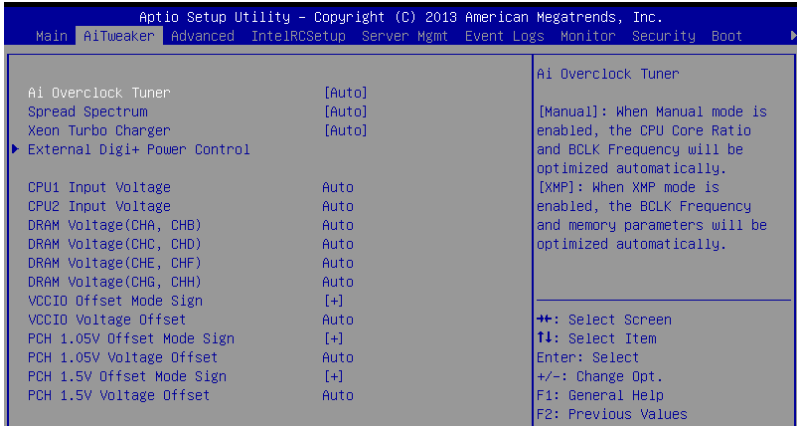 Aptio Setup Utility – Copyright (C) 2013 American Megatrends, Inc.
Main AiTweaker Advanced IntelRCSetup Server Mgmt Event Logs Monitor Security Boot
Ai Overclock Tuner [Auto]
Spread Spectrum [Auto]
Xeon Turbo Charger [Auto]
External Digi+ Power Control
CPU1 Input Voltage Auto
CPU2 Input Voltage Auto
DRAM Voltage(CHA, CHB) Auto
DRAM Voltage(CHC, CHD) Auto
DRAM Voltage(CHE, CHF) Auto
DRAM Voltage(CHG, CHH) Auto
VCCIO Offset Mode Sign [+]
VCCIO Voltage Offset Auto
PCH 1.05V Offset Mode Sign [+]
PCH 1.05V Voltage Offset Auto
PCH 1.5V Offset Mode Sign [+]
PCH 1.5V Voltage Offset Auto
Ai Overclock Tuner
[Manual]: When Manual mode is
enabled, the CPU Core Ratio
and BCLK Frequency will be
optimized automatically.
[XMP]: When XMP mode is
enabled, the BCLK Frequency
and memory parameters will be
optimized automatically.
→←: Select Screen
↑↓: Select Item
Enter: Select
+/-: Change Opt.
F1: General Help
F2: Previous Values